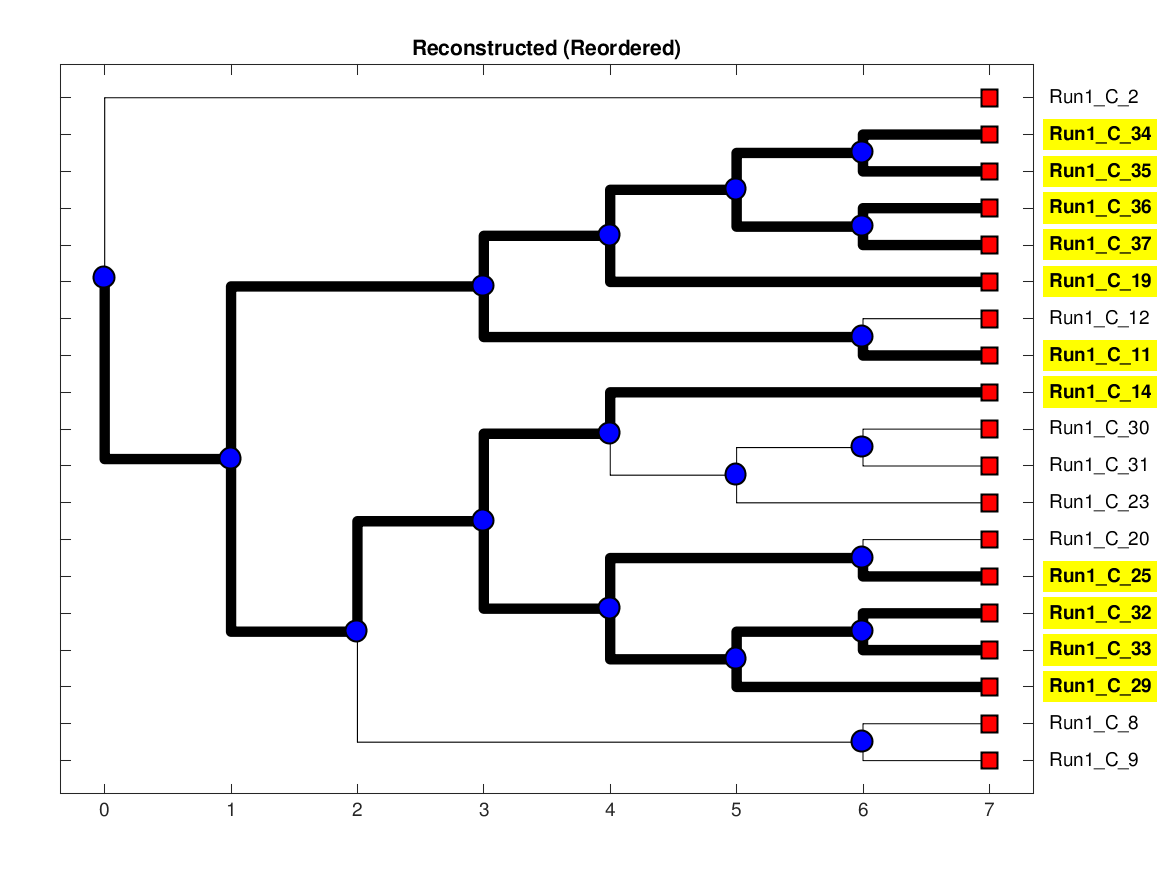 Reconstructed (Reordered)
Run1_C_2
Run1_C_34
Run1_C_35
Run1_C_36
Run1_C_37
Run1_C_19
Run1_C_12
Run1_C_11
Run1_C_14
Run1_C_30
Run1_C_31
Run1_C_23
Run1_C_20
Run1_C_25
Run1_C_32
Run1_C_33
Run1_C_29
Run1_C_8
Run1_C_9
0 1 2 3 4 5 6 7